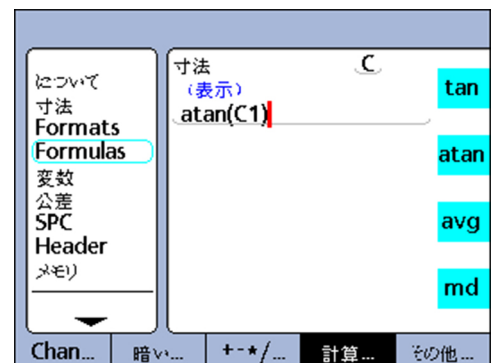 について
寸法
Formats
Formulas
変数
公差
SPC
Header
メモリ
寸法 C
(表示)
atan(C1)
tan
atan
avg
md
Chan... 暗い... +-*/... 計算... その他...